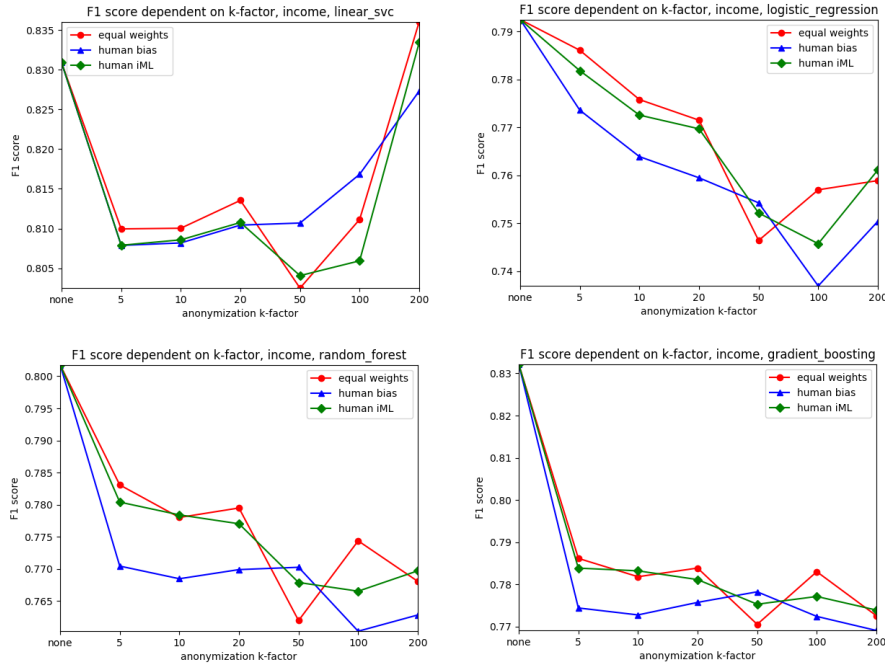 F1 score dependent on k-factor, income, linear_svc
equal weights
human bias
human iML
0.835
0.830
0.825
0.820
0.815
0.810
0.805
F1 score
none 5 10 20 50 100 200
anonymization k-factor
F1 score dependent on k-factor, income, logistic_regression
equal weights
human bias
human iML
0.79
0.78
0.77
0.76
0.75
0.74
F1 score
none 5 10 20 50 100 200
anonymization k-factor
F1 score dependent on k-factor, income, random_forest
equal weights
human bias
human iML
0.800
0.795
0.790
0.785
0.780
0.775
0.770
0.765
F1 score
none 5 10 20 50 100 200
anonymization k-factor
F1 score dependent on k-factor, income, gradient_boosting
equal weights
human bias
human iML
0.83
0.82
0.81
0.80
0.79
0.78
0.77
F1 score
none 5 10 20 50 100 200
anonymization k-factor